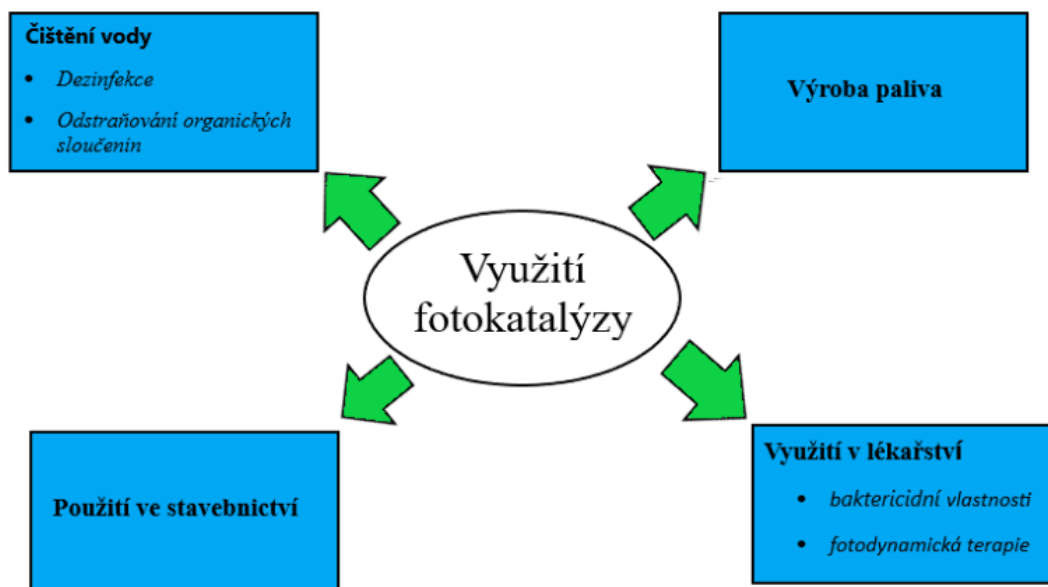 Čištění vody
• Dezinfekce
• Odstraňování organických
sloučenin
Výroba paliva
Využití
fotokatalýzy
Použití ve stavebnictví
Využití v lékařství
• baktericidní vlastnosti
• fotodynamická terapie